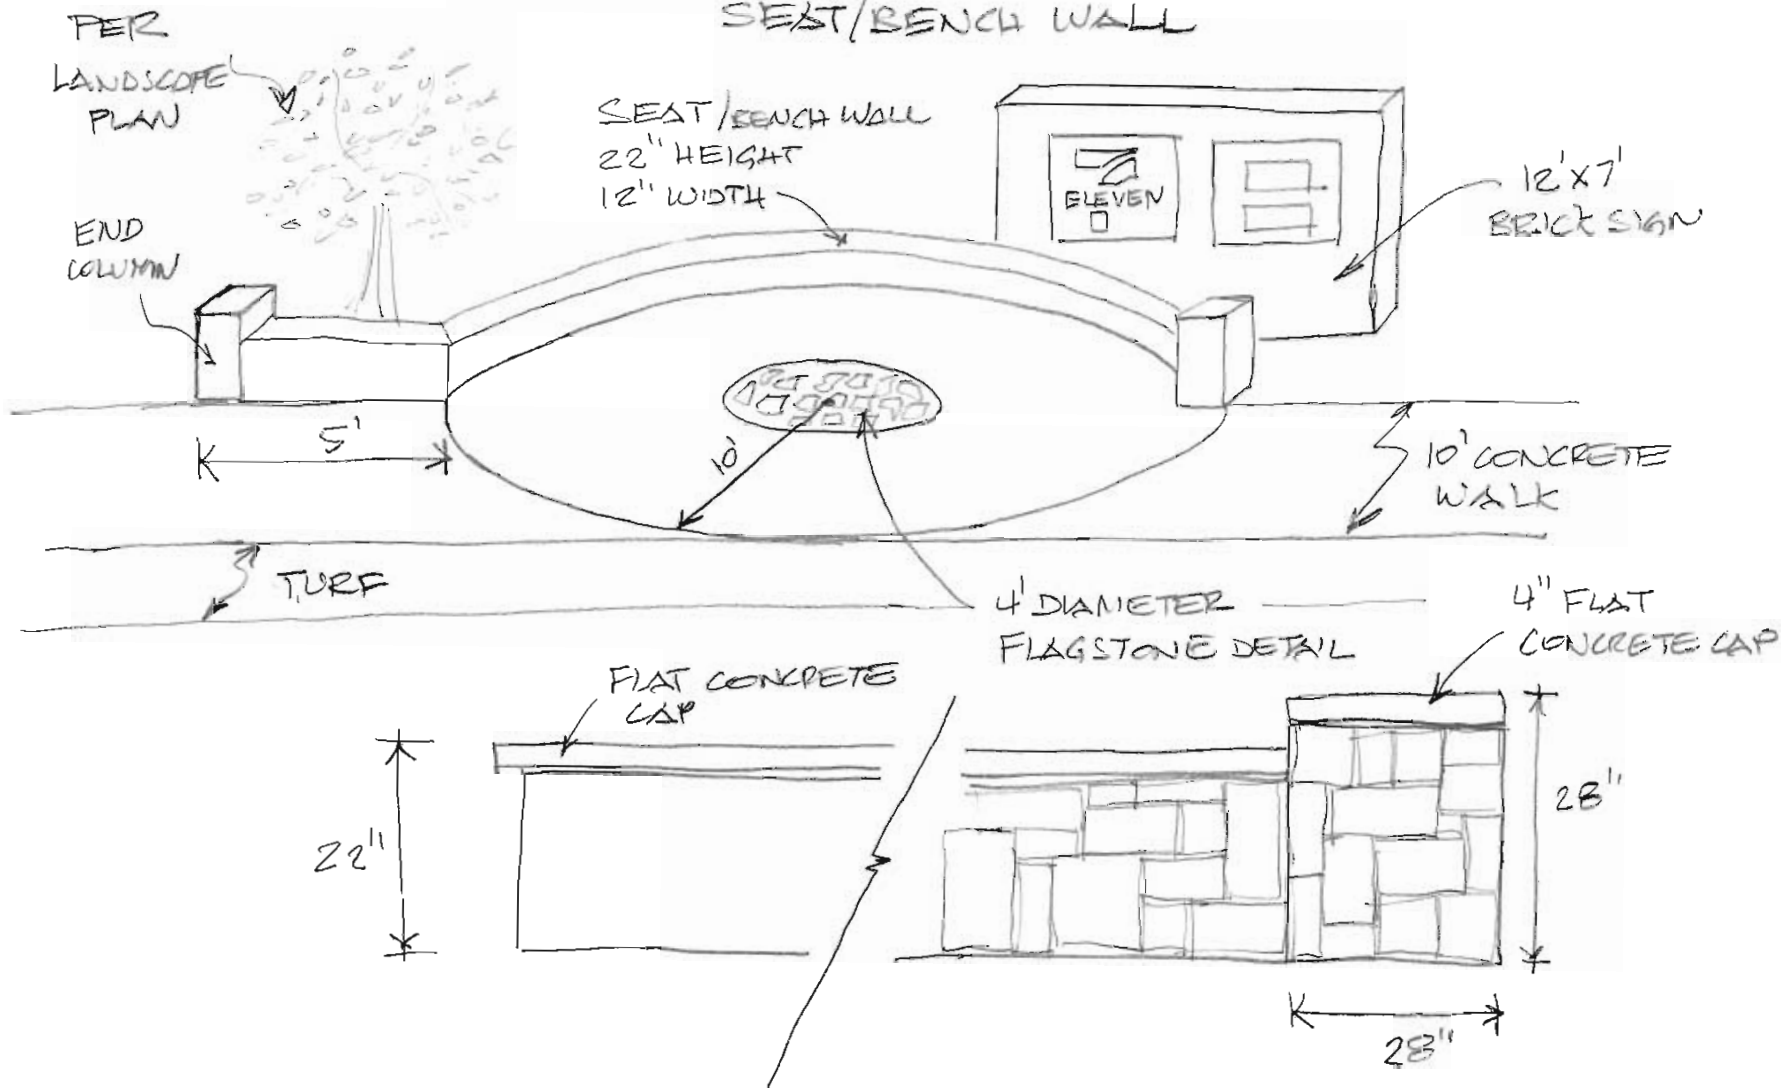 SEAT/BENCH WALL
PER
LANDSCAPE
PLAN
SEAT/BENCH WALL
22" HEIGHT
12" WIDTH
ELEVEN
12'X7'
BRICK SIGN
END
COLUMN
5'
10'
10' CONCRETE
WALK
TURF
4' DIAMETER
FLAGSTONE DETAIL
4" FLAT
CONCRETE CAP
FLAT CONCRETE
CAP
22"
28"
28"